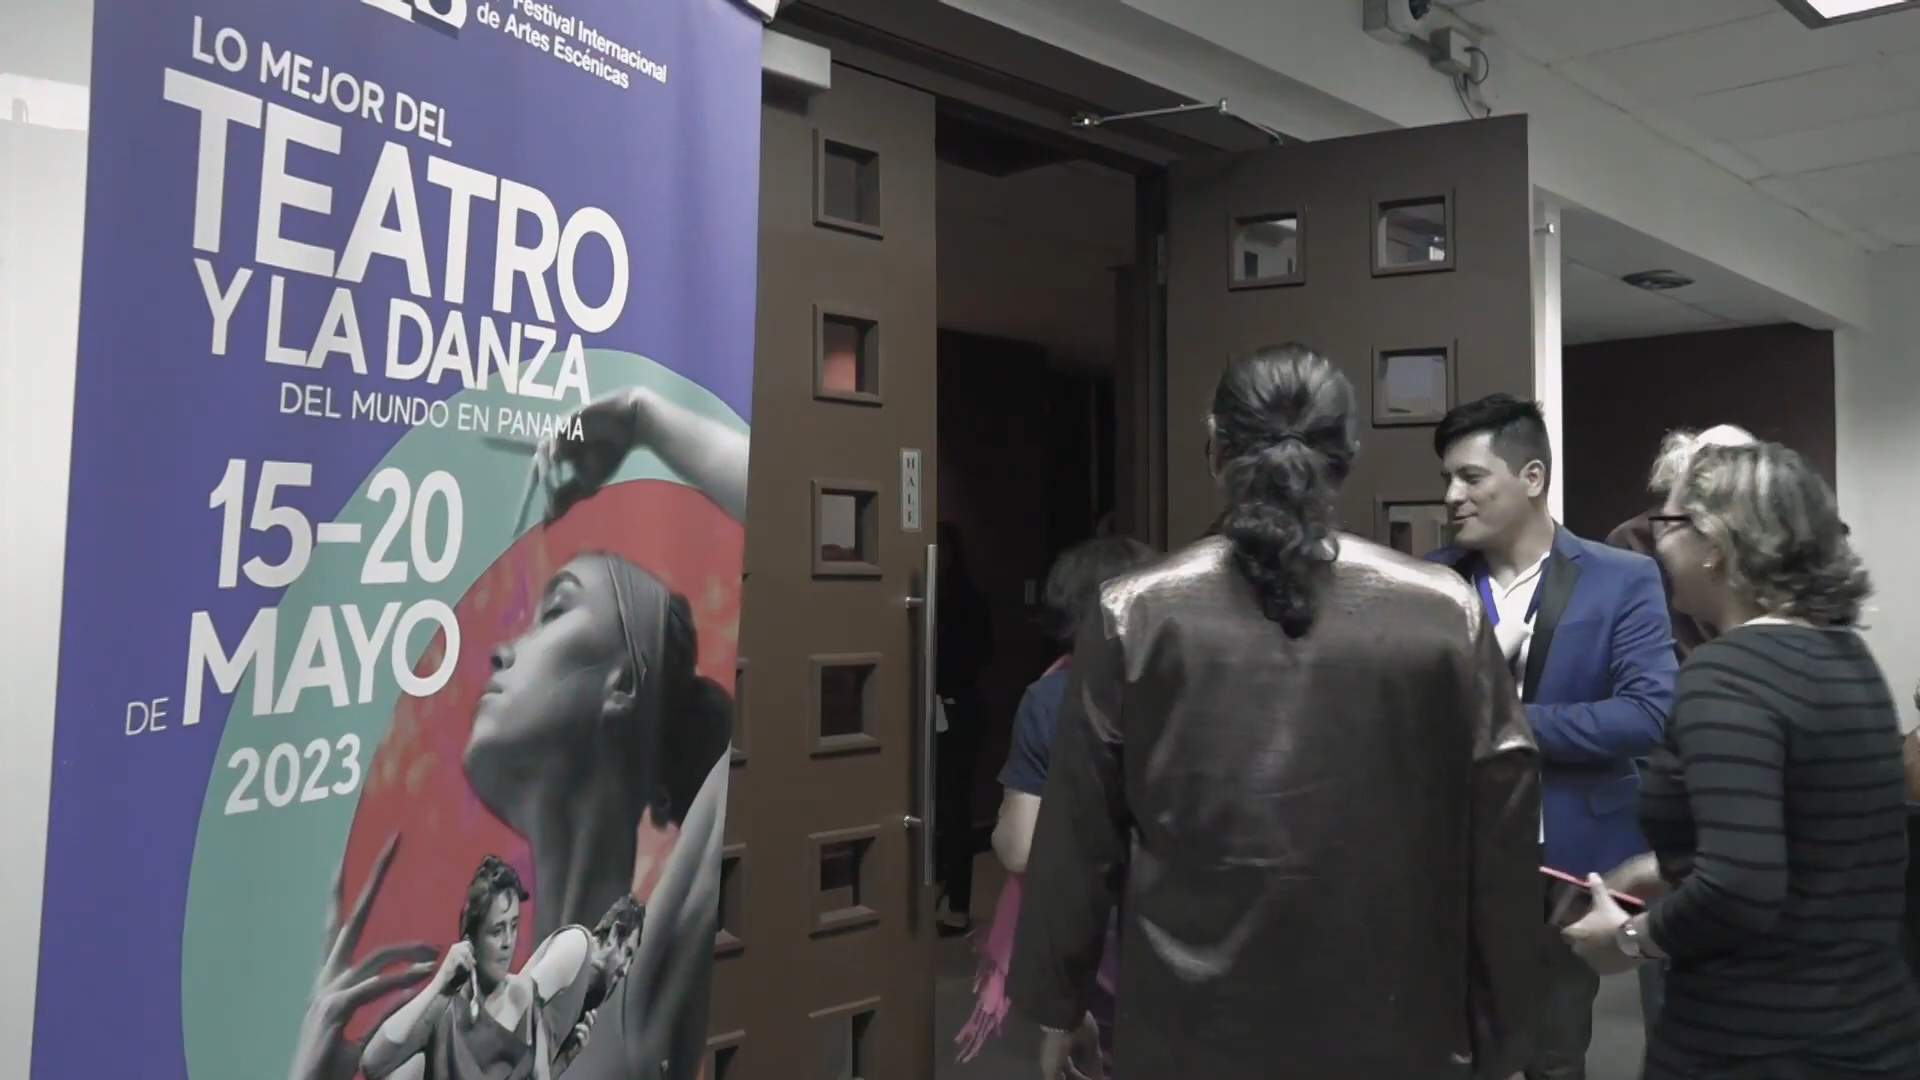 Festival Internacional
de Artes Escénicas
LO MEJOR DEL
TEATRO
Y LA DANZA
DEL MUNDO EN PANAMÁ
15-20
DE MAYO
2023
HALE